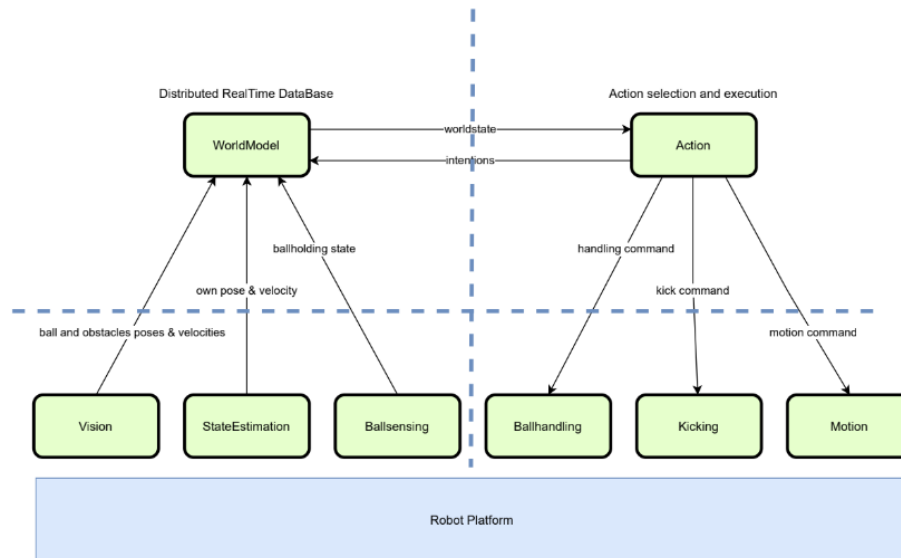 Distributed RealTime DataBase
Action selection and execution
WorldModel
worldstate
intentions
Action
ballholding state
handling command
own pose & velocity
kick command
ball and obstacles poses & velocities
motion command
Vision
StateEstimation
Ballsensing
Ballhandling
Kicking
Motion
Robot Platform